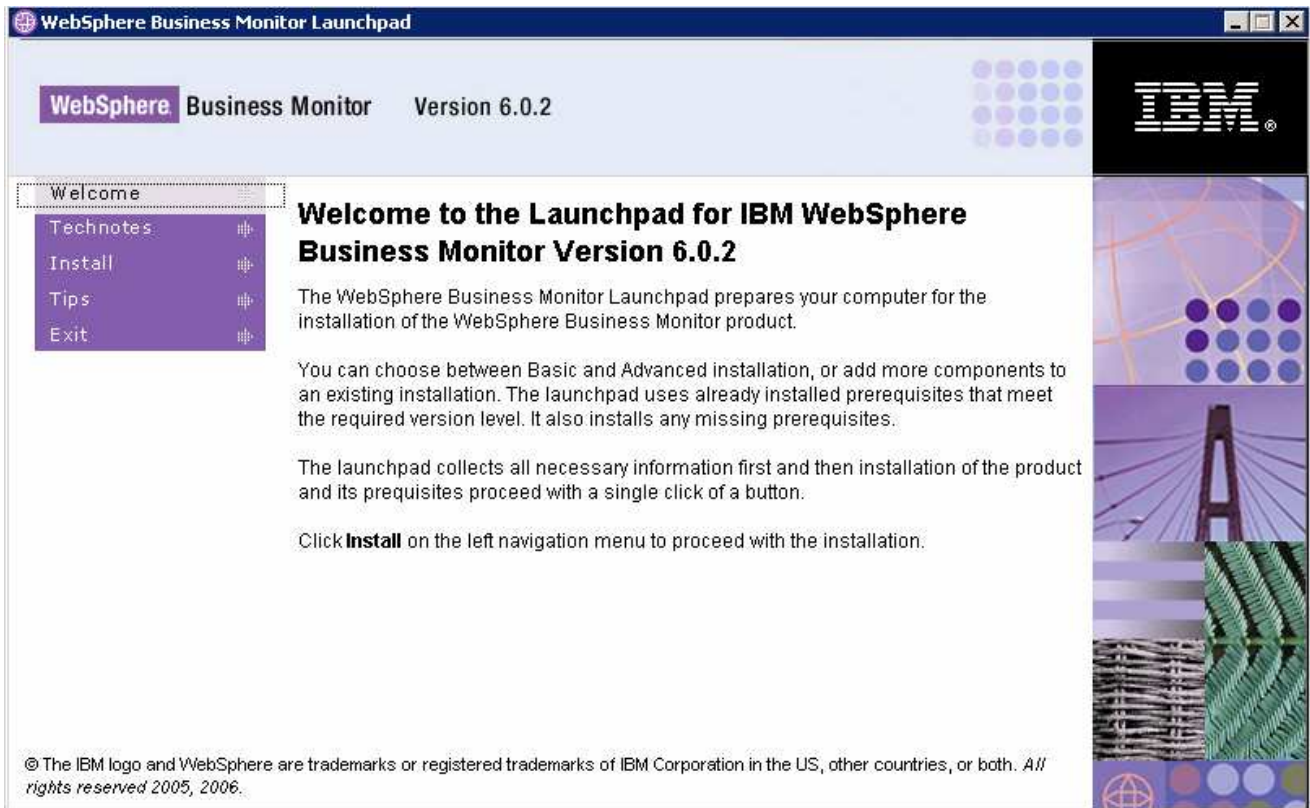 WebSphere Business Monitor Launchpad
WebSphere. Business Monitor Version 6.0.2
IBM®
Welcome
Technotes
Install
Tips
Exit
Welcome to the Launchpad for IBM WebSphere
Business Monitor Version 6.0.2
The WebSphere Business Monitor Launchpad prepares your computer for the
installation of the WebSphere Business Monitor product.
You can choose between Basic and Advanced installation, or add more components to
an existing installation. The launchpad uses already installed prerequisites that meet
the required version level. It also installs any missing prerequisites.
The launchpad collects all necessary information first and then installation of the product
and its prequisites proceed with a single click of a button.
Click Install on the left navigation menu to proceed with the installation.
© The IBM logo and WebSphere are trademarks or registered trademarks of IBM Corporation in the US, other countries, or both. All
rights reserved 2005, 2006.